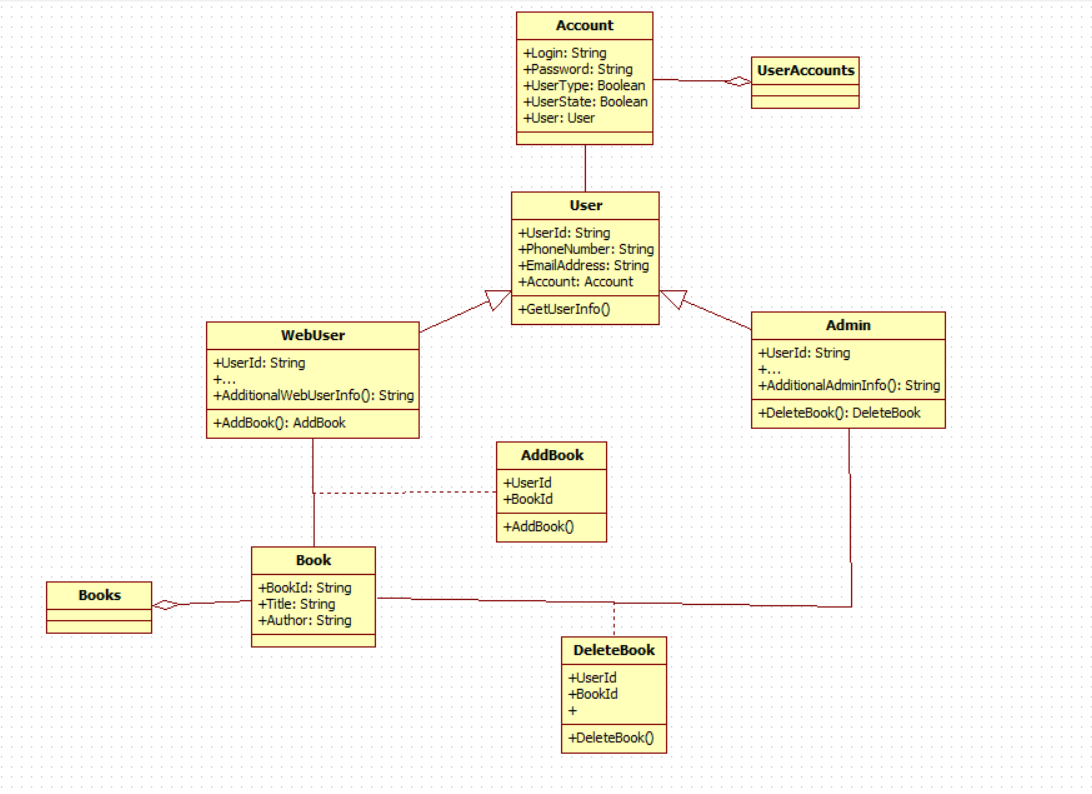 Account
+Login: String
+Password: String
+UserType: Boolean
+UserState: Boolean
+User: User
UserAccounts
User
+UserId: String
+PhoneNumber: String
+EmailAddress: String
+Account: Account
+GetUserInfo()
WebUser
+UserId: String
+...
+AdditionalWebUserInfo(): String
+AddBook(): AddBook
Admin
+UserId: String
+...
+AdditionalAdminInfo(): String
+DeleteBook(): DeleteBook
AddBook
+UserId
+BookId
+AddBook()
Book
+BookId: String
+Title: String
+Author: String
Books
DeleteBook
+UserId
+BookId
+
+DeleteBook()